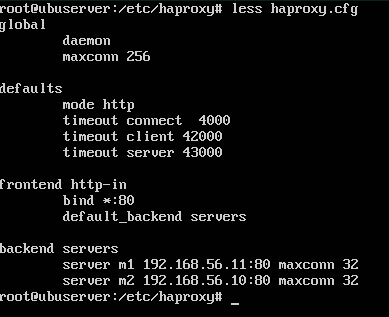 root@ubuserver:/etc/haproxy# less haproxy.cfg
global
        daemon
        maxconn 256

defaults
        mode http
        timeout connect  4000
        timeout client 42000
        timeout server 43000

frontend http-in
        bind *:80
        default_backend servers

backend servers
        server m1 192.168.56.11:80 maxconn 32
        server m2 192.168.56.10:80 maxconn 32
root@ubuserver:/etc/haproxy# _